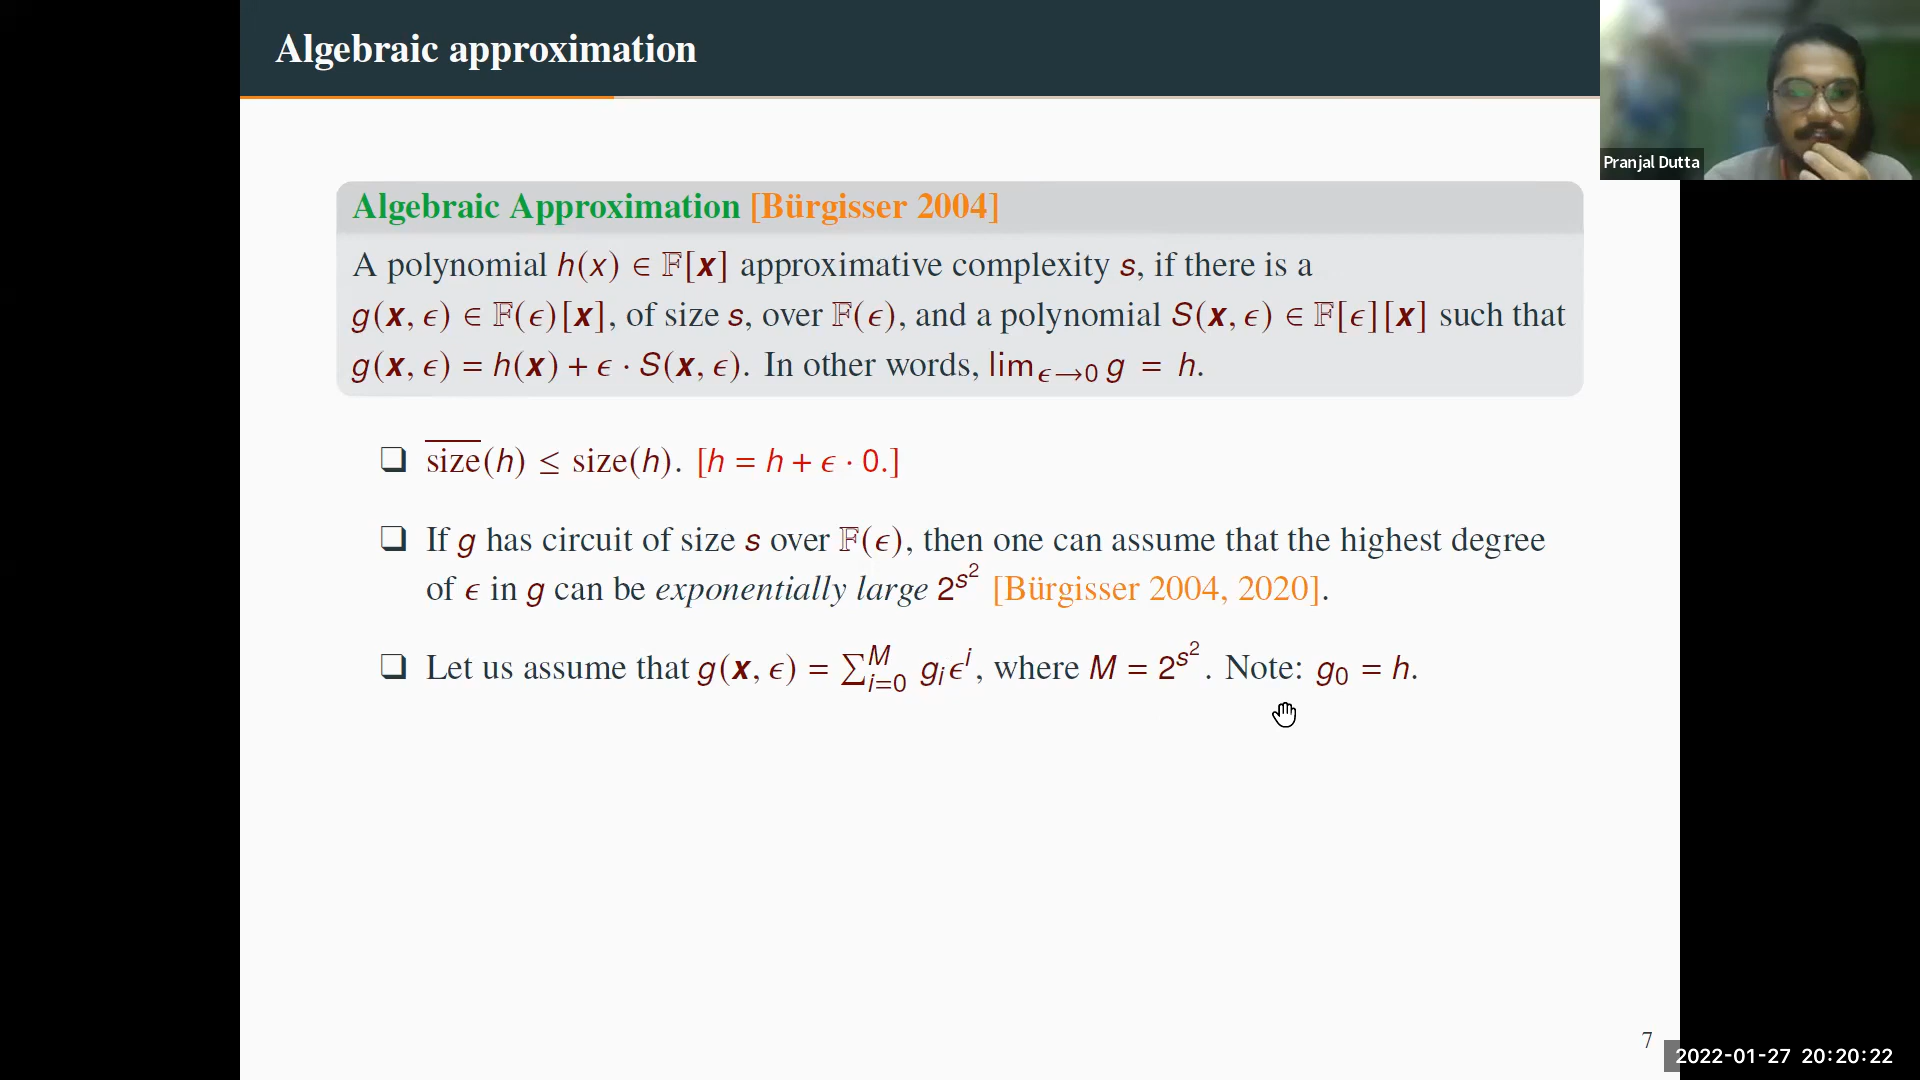 Algebraic approximation
Pranjal Dutta
Algebraic Approximation [Bürgisser 2004]
A polynomial h(x) ∈ 𝔽[x] approximative complexity s, if there is a
g(x, ϵ) ∈ 𝔽(ϵ)[x], of size s, over 𝔽(ϵ), and a polynomial S(x, ϵ) ∈ 𝔽[ϵ][x] such that
g(x, ϵ) = h(x) + ϵ · S(x, ϵ). In other words, lim_{ϵ→0} g = h.
❏ \overline{size}(h) ≤ size(h). [h = h + ϵ · 0.]
❏ If g has circuit of size s over 𝔽(ϵ), then one can assume that the highest degree
of ϵ in g can be exponentially large 2^{s^2} [Bürgisser 2004, 2020].
❏ Let us assume that g(x, ϵ) = ∑_{i=0}^{M} g_i ϵ^i, where M = 2^{s^2}. Note: g_0 = h.
7
2022-01-27 20:20:22